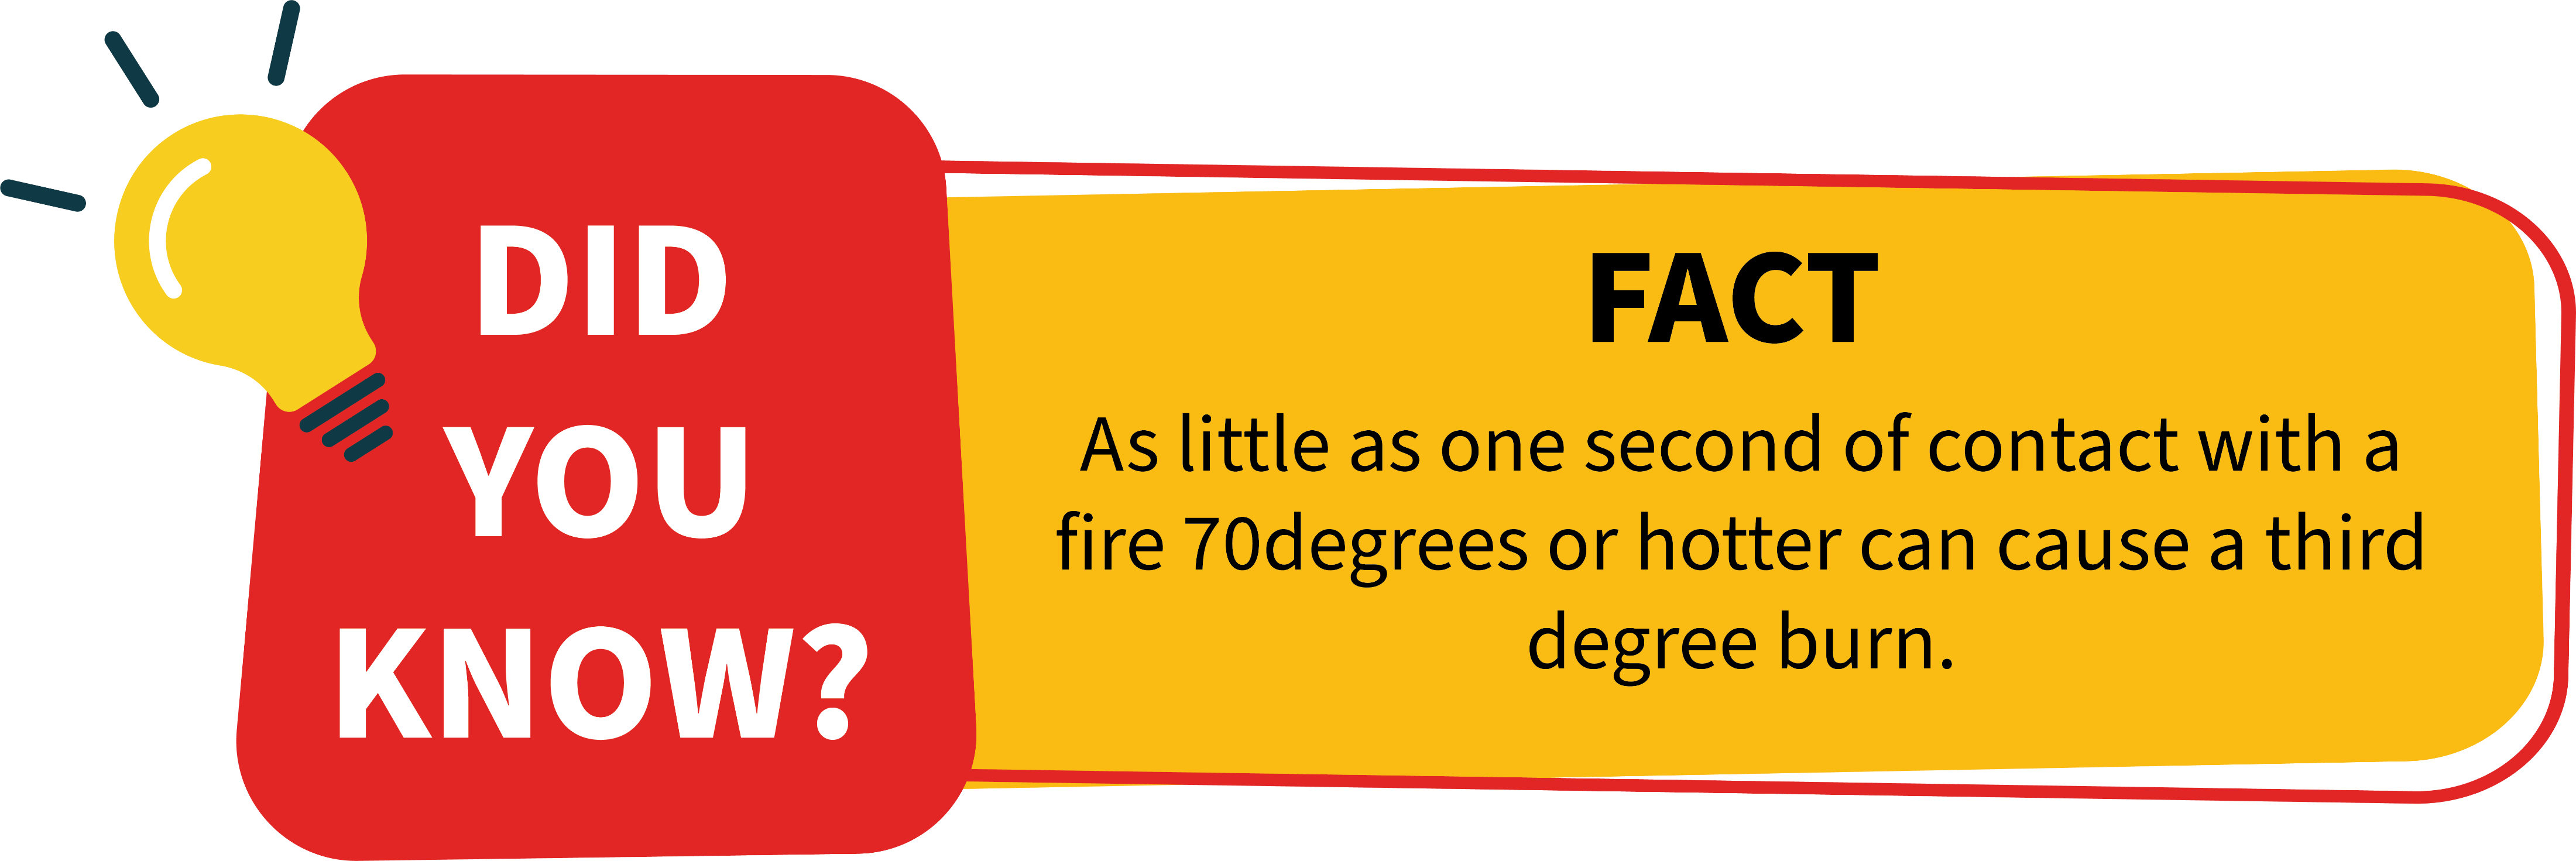 DID
YOU
KNOW?
FACT
As little as one second of contact with a
fire 70degrees or hotter can cause a third
degree burn.